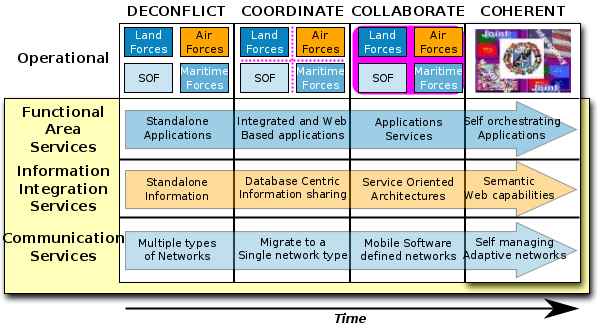 DECONFLICT COORDINATE COLLABORATE COHERENT
Operational
Land Forces
Air Forces
SOF
Maritime Forces
Land Forces
Air Forces
SOF
Maritime Forces
Land Forces
Air Forces
SOF
Maritime Forces
Joint
Functional
Area
Services
Standalone
Applications
Integrated and Web
Based applications
Applications
Services
Self orchestrating
Applications
Information
Integration
Services
Standalone
Information
Database Centric
Information sharing
Service Oriented
Architectures
Semantic
Web capabilities
Communication
Services
Multiple types
of Networks
Migrate to a
Single network type
Mobile Software
defined networks
Self managing
Adaptive networks
Time